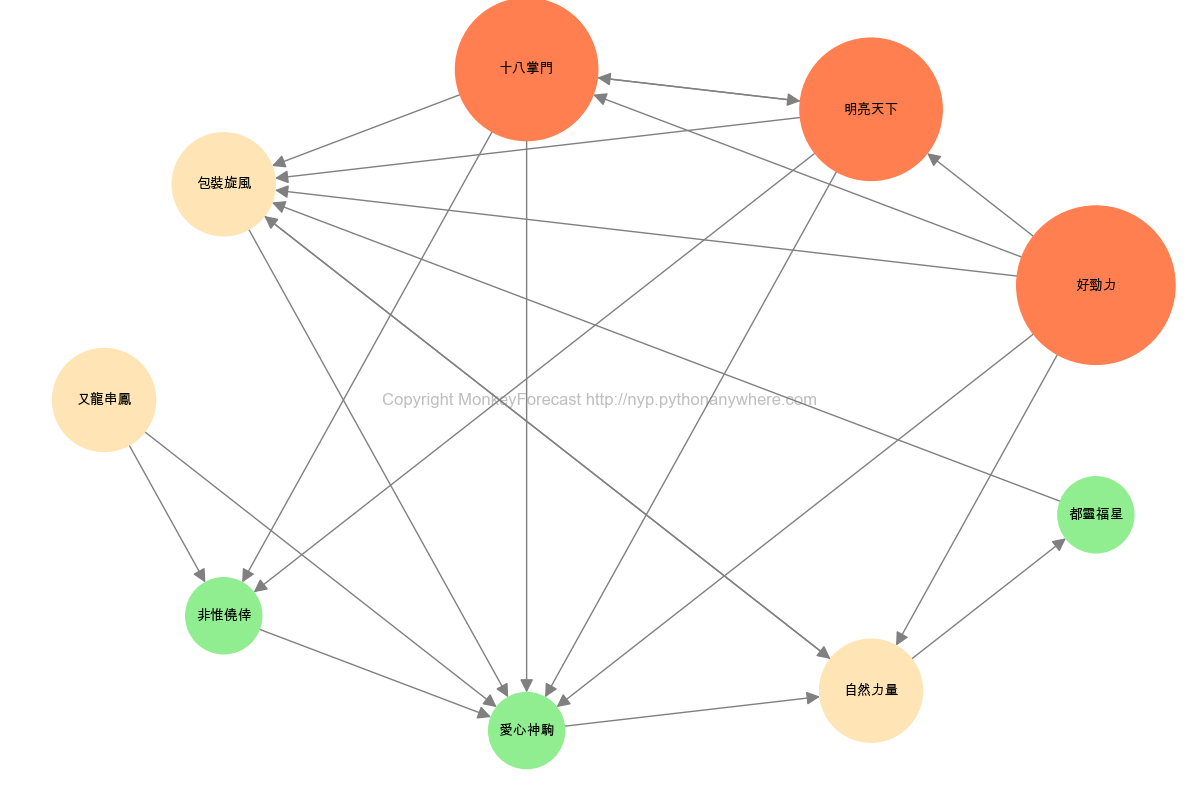 十八掌門
明亮天下
包裝旋風
好勁力
又龍串鳳
Copyright MonkeyForecast http://nyp.pythonanywhere.com
都靈福星
非惟僥倖
自然力量
愛心神駒